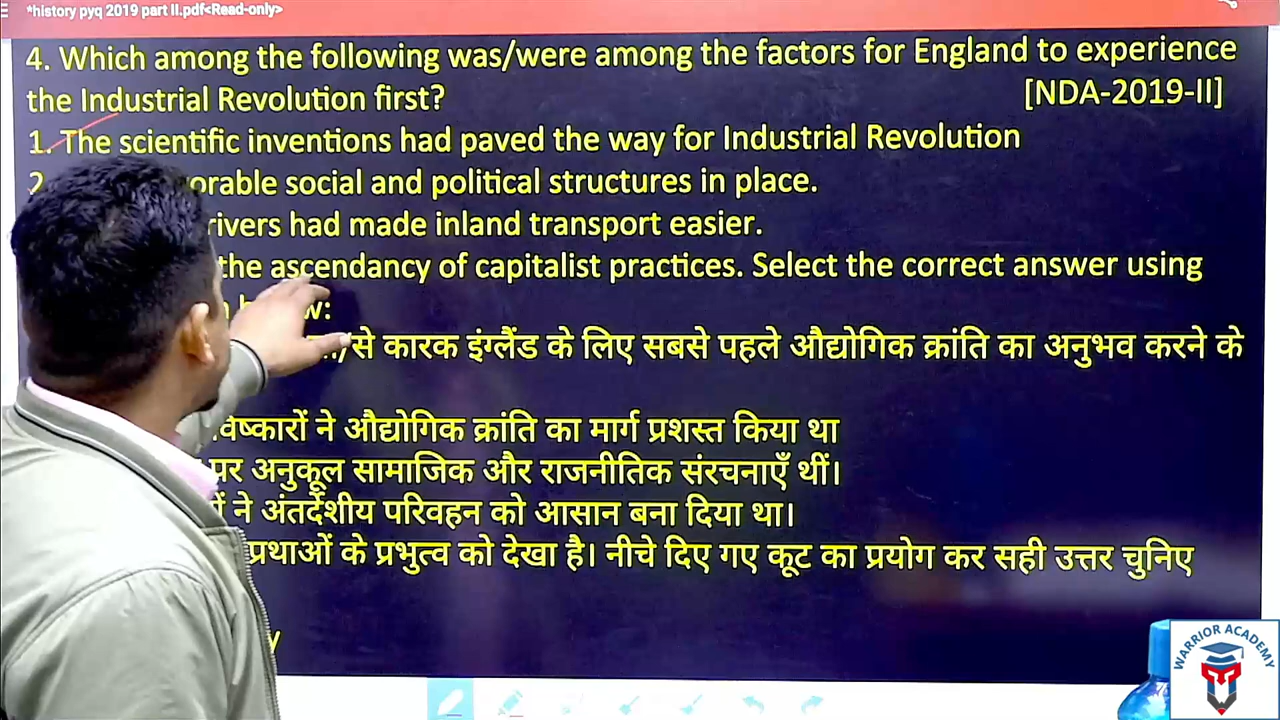 *history pyq 2019 part II.pdf<Read-only>
4. Which among the following was/were among the factors for England to experience
the Industrial Revolution first? [NDA-2019-II]
1. The scientific inventions had paved the way for Industrial Revolution
2 orable social and political structures in place.
rivers had made inland transport easier.
the ascendancy of capitalist practices. Select the correct answer using
w:
/से कारक इंग्लैंड के लिए सबसे पहले औद्योगिक क्रांति का अनुभव करने के
विष्कारों ने औद्योगिक क्रांति का मार्ग प्रशस्त किया था
पर अनुकूल सामाजिक और राजनीतिक संरचनाएँ थीं।
ने अंतर्देशीय परिवहन को आसान बना दिया था।
प्रथाओं के प्रभुत्व को देखा है। नीचे दिए गए कूट का प्रयोग कर सही उत्तर चुनिए
y
WARRIOR ACADEMY